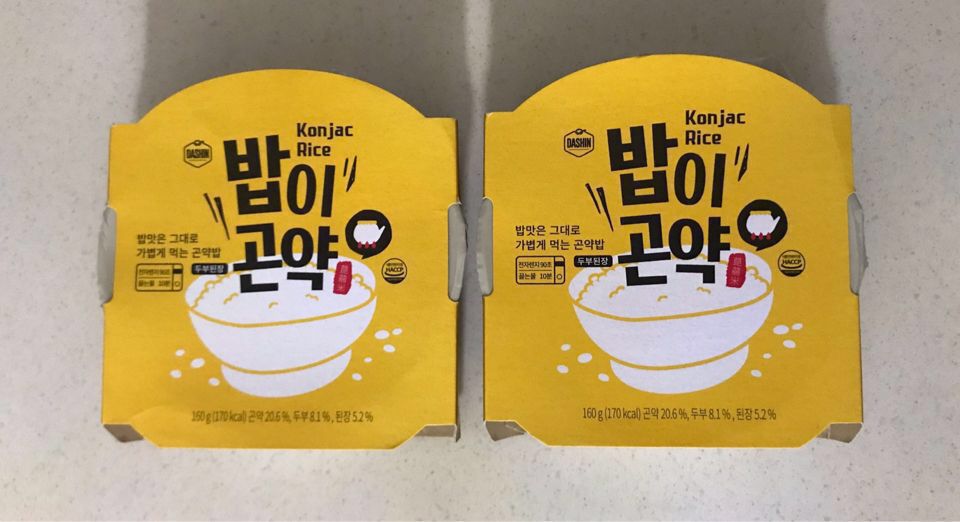 DASHIN
Konjac
Rice
밥이
곤약
밥맛은 그대로
가볍게 먹는 곤약밥
두부된장
전자렌지 90초
끓는물 10분
HACCP
160 g (170 kcal) 곤약 20.6 %, 두부 8.1 %, 된장 5.2 %
DASHIN
Konjac
Rice
밥이
곤약
밥맛은 그대로
가볍게 먹는 곤약밥
두부된장
전자렌지 90초
끓는물 10분
HACCP
160 g (170 kcal) 곤약 20.6 %, 두부 8.1 %, 된장 5.2 %